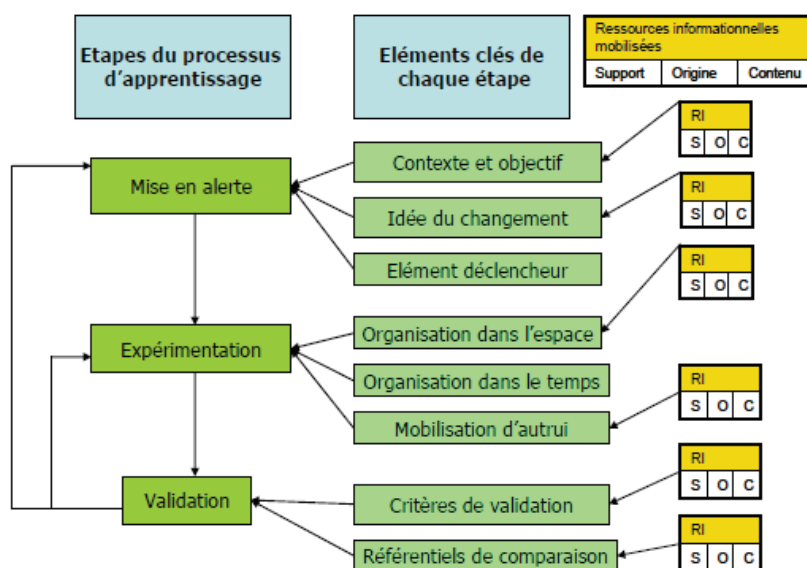 Etapes du processus
d'apprentissage
Eléments clés de
chaque étape
Ressources informationnelles
mobilisées
Support Origine Contenu
RI
S O C
Contexte et objectif
Mise en alerte
RI
S O C
Idée du changement
RI
S O C
Elément déclencheur
Organisation dans l'espace
Expérimentation
Organisation dans le temps
RI
S O C
Mobilisation d'autrui
RI
S O C
Validation
Critères de validation
RI
S O C
Référentiels de comparaison